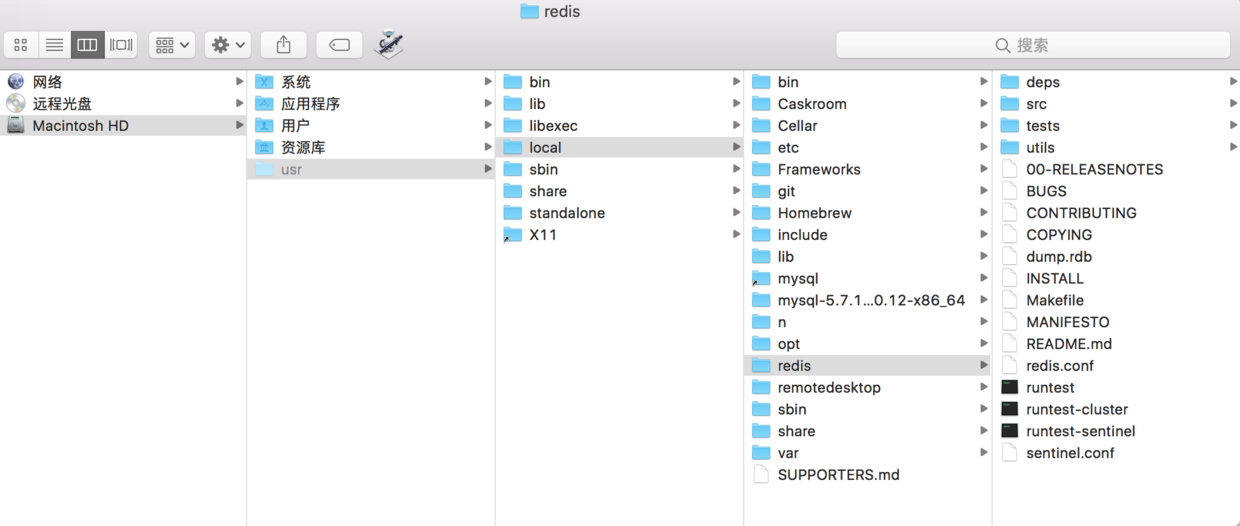 redis
搜索
网络
远程光盘
Macintosh HD
系统
应用程序
用户
资源库
usr
bin
lib
libexec
local
sbin
share
standalone
X11
bin
Caskroom
Cellar
etc
Frameworks
git
Homebrew
include
lib
mysql
mysql-5.7.1...0.12-x86_64
n
opt
redis
remotedesktop
sbin
share
var
SUPPORTERS.md
deps
src
tests
utils
00-RELEASENOTES
BUGS
CONTRIBUTING
COPYING
dump.rdb
INSTALL
Makefile
MANIFESTO
README.md
redis.conf
runtest
runtest-cluster
runtest-sentinel
sentinel.conf